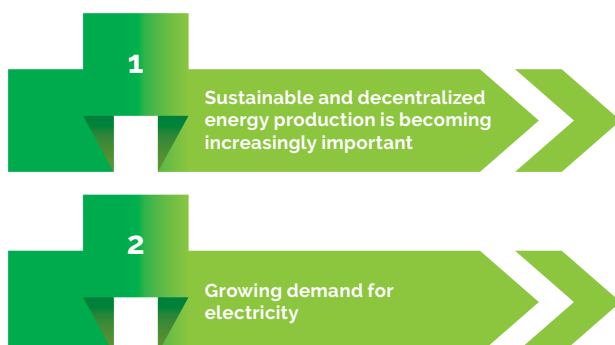 1
Sustainable and decentralized
energy production is becoming
increasingly important
2
Growing demand for
electricity